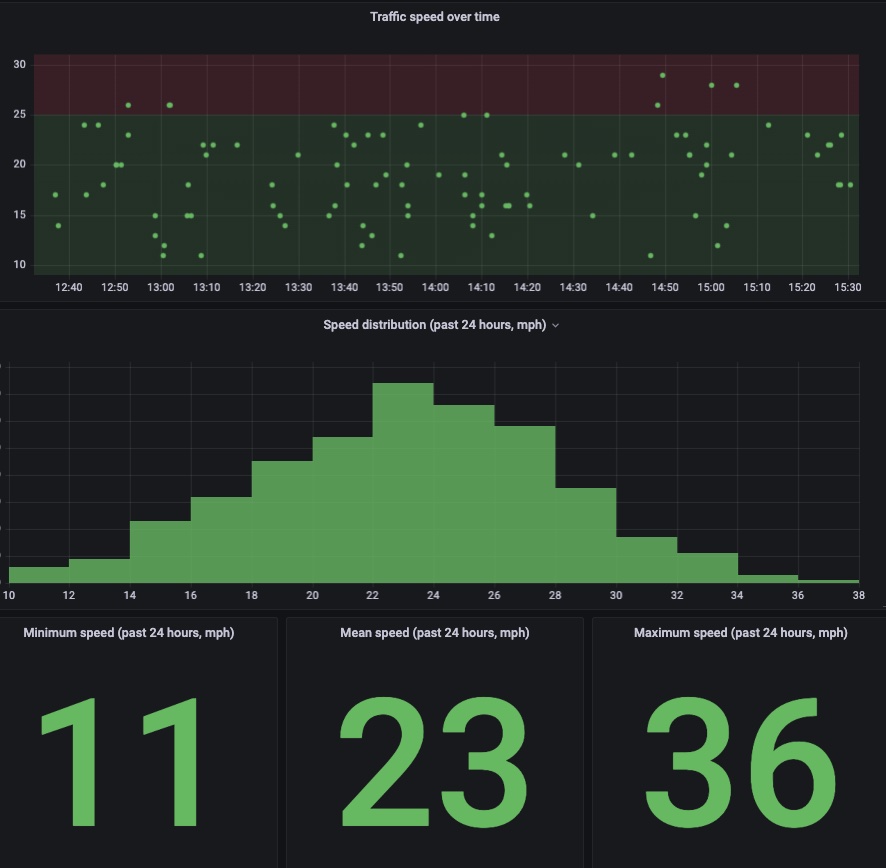 Traffic speed over time
30
25
20
15
10
12:40 12:50 13:00 13:10 13:20 13:30 13:40 13:50 14:00 14:10 14:20 14:30 14:40 14:50 15:00 15:10 15:20 15:30
Speed distribution (past 24 hours, mph)
10 12 14 16 18 20 22 24 26 28 30 32 34 36 38
Minimum speed (past 24 hours, mph)
11
Mean speed (past 24 hours, mph)
23
Maximum speed (past 24 hours, mph)
36